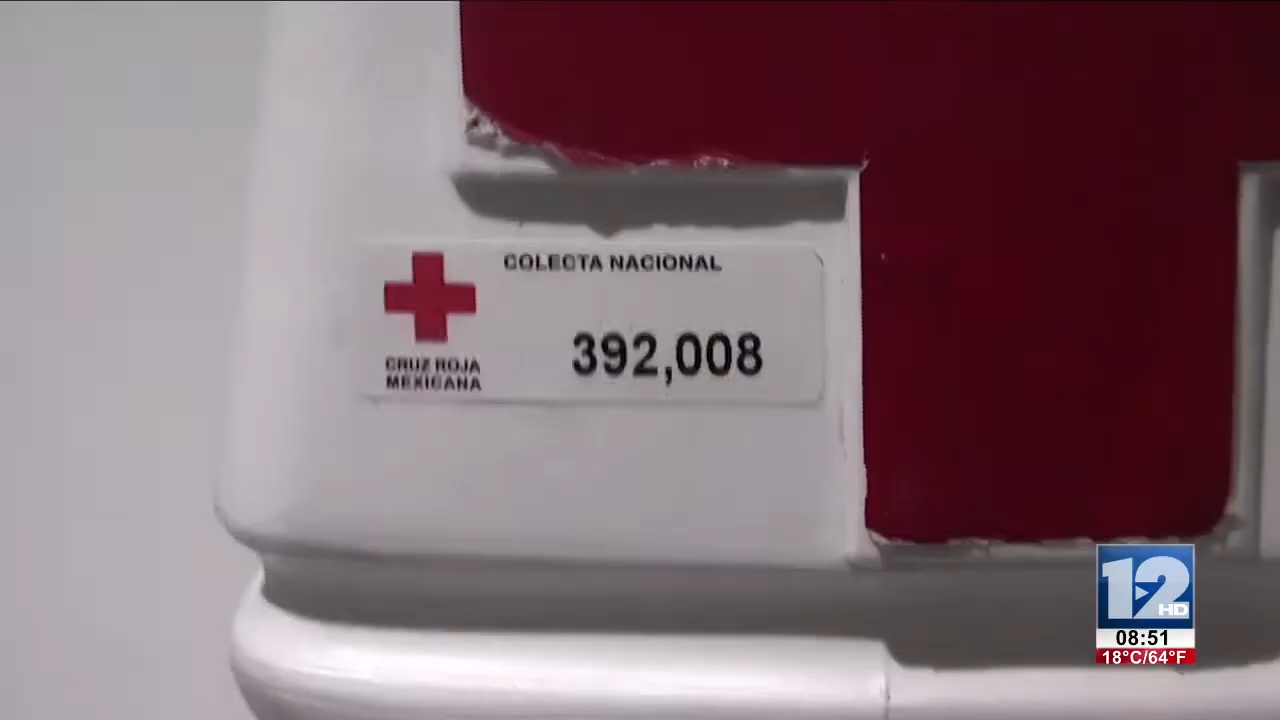 COLECTA NACIONAL
392,008
CRUZ ROJA
MEXICANA
12
HD
08:51
18°C/64°F